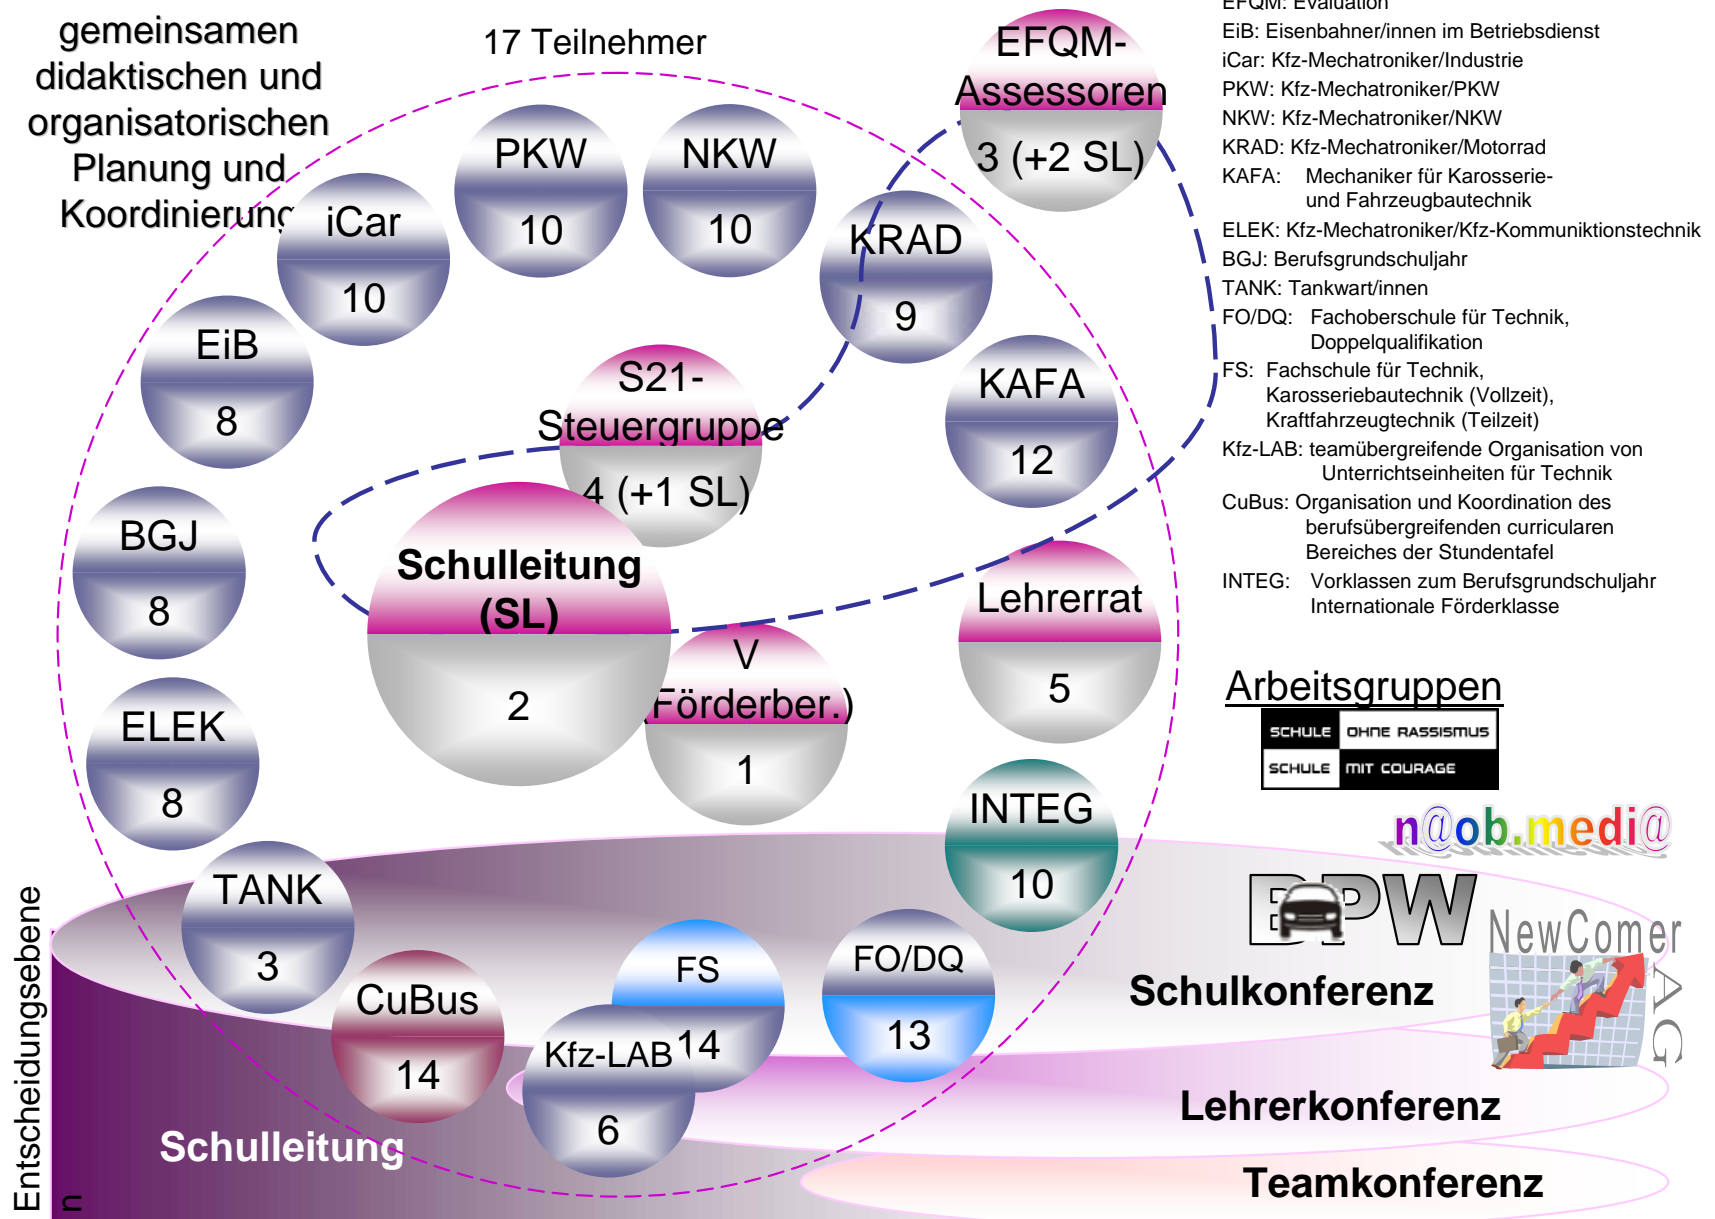 gemeinsamen
didaktischen und
organisatorischen
Planung und
Koordinierung
17 Teilnehmer
EFQM-
Assessoren
3 (+2 SL)
PKW
10
NKW
10
iCar
10
KRAD
9
EiB
8
S21-
Steuergruppe
4 (+1 SL)
KAFA
12
BGJ
8
Schulleitung
(SL)
2
Lehrerrat
5
V
(Förderber.)
1
ELEK
8
INTEG
10
TANK
3
CuBus
14
FS
14
Kfz-LAB
6
FO/DQ
13
EFQM: Evaluation
EiB: Eisenbahner/innen im Betriebsdienst
iCar: Kfz-Mechatroniker/Industrie
PKW: Kfz-Mechatroniker/PKW
NKW: Kfz-Mechatroniker/NKW
KRAD: Kfz-Mechatroniker/Motorrad
KAFA: Mechaniker für Karosserie-
und Fahrzeugbautechnik
ELEK: Kfz-Mechatroniker/Kfz-Kommuniktionstechnik
BGJ: Berufsgrundschuljahr
TANK: Tankwart/innen
FO/DQ: Fachoberschule für Technik,
Doppelqualifikation
FS: Fachschule für Technik,
Karosseriebautechnik (Vollzeit),
Kraftfahrzeugtechnik (Teilzeit)
Kfz-LAB: teamübergreifende Organisation von
Unterrichtseinheiten für Technik
CuBus: Organisation und Koordination des
berufsübergreifenden curricularen
Bereiches der Stundentafel
INTEG: Vorklassen zum Berufsgrundschuljahr
Internationale Förderklasse
Arbeitsgruppen
SCHULE OHNE RASSISMUS
SCHULE MIT COURAGE
n@ob.medi@
BPW
NewComer
AG
Schulkonferenz
Lehrerkonferenz
Teamkonferenz
Schulleitung
Entscheidungsebene
n